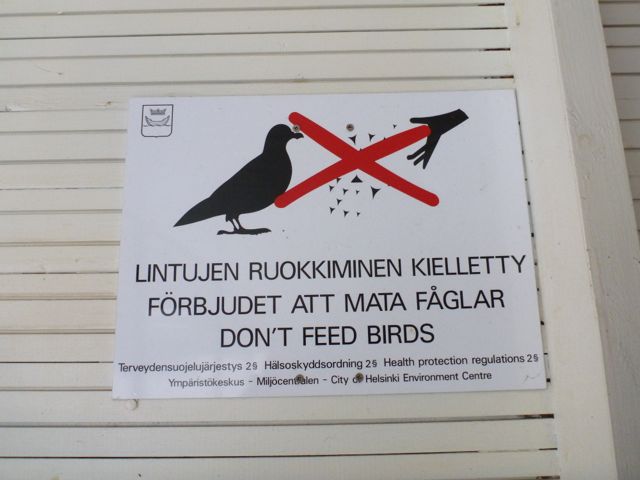 LINTUJEN RUOKKIMINEN KIELLETTY
FÖRBJUDET ATT MATA FÅGLAR
DON'T FEED BIRDS
Terveydensuojelujärjestys 2§ Hälsoskyddsordning 2§ Health protection regulations 2§
Ympäristökeskus - Miljöcentralen - City of Helsinki Environment Centre